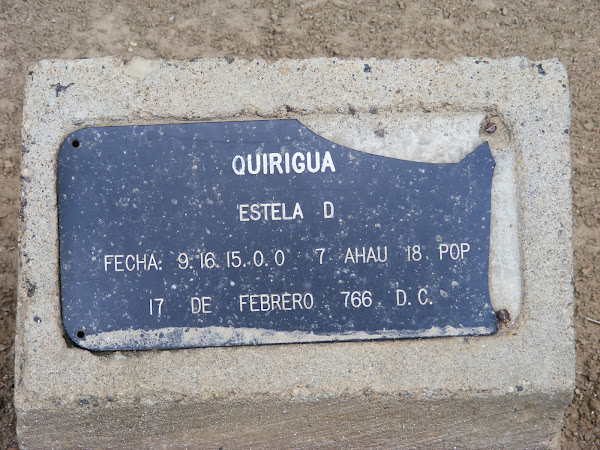 QUIRIGUA
ESTELA D
FECHA: 9.16.15.0.0 7 AHAU 18 POP
17 DE FEBRERO 766 D.C.